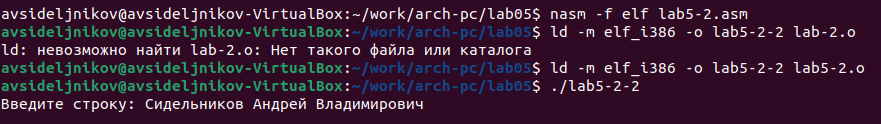 avsideljnikov@avsideljnikov-VirtualBox:~/work/arch-pc/lab05$ nasm -f elf lab5-2.asm
avsideljnikov@avsideljnikov-VirtualBox:~/work/arch-pc/lab05$ ld -m elf_i386 -o lab5-2-2 lab-2.o
ld: невозможно найти lab-2.o: Нет такого файла или каталога
avsideljnikov@avsideljnikov-VirtualBox:~/work/arch-pc/lab05$ ld -m elf_i386 -o lab5-2-2 lab5-2.o
avsideljnikov@avsideljnikov-VirtualBox:~/work/arch-pc/lab05$ ./lab5-2-2
Введите строку: Сидельников Андрей Владимирович